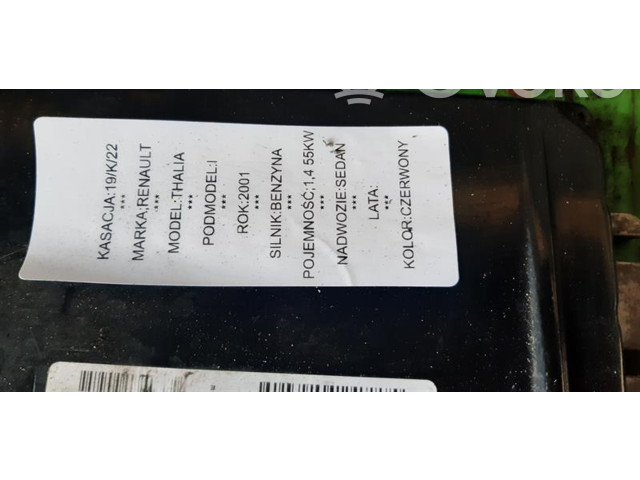 KASACJA:19/K/22
***
MARKA;RENAULT
***
MODEL:THALIA
***
PODMODEL:I
***
ROK:2001
***
SILNIK:BENZYNA
***
POJEMNOŚĆ:1,4 55KW
***
NADWOZIE:SEDAN
***
LATA:
***
KOLOR:CZERWONY